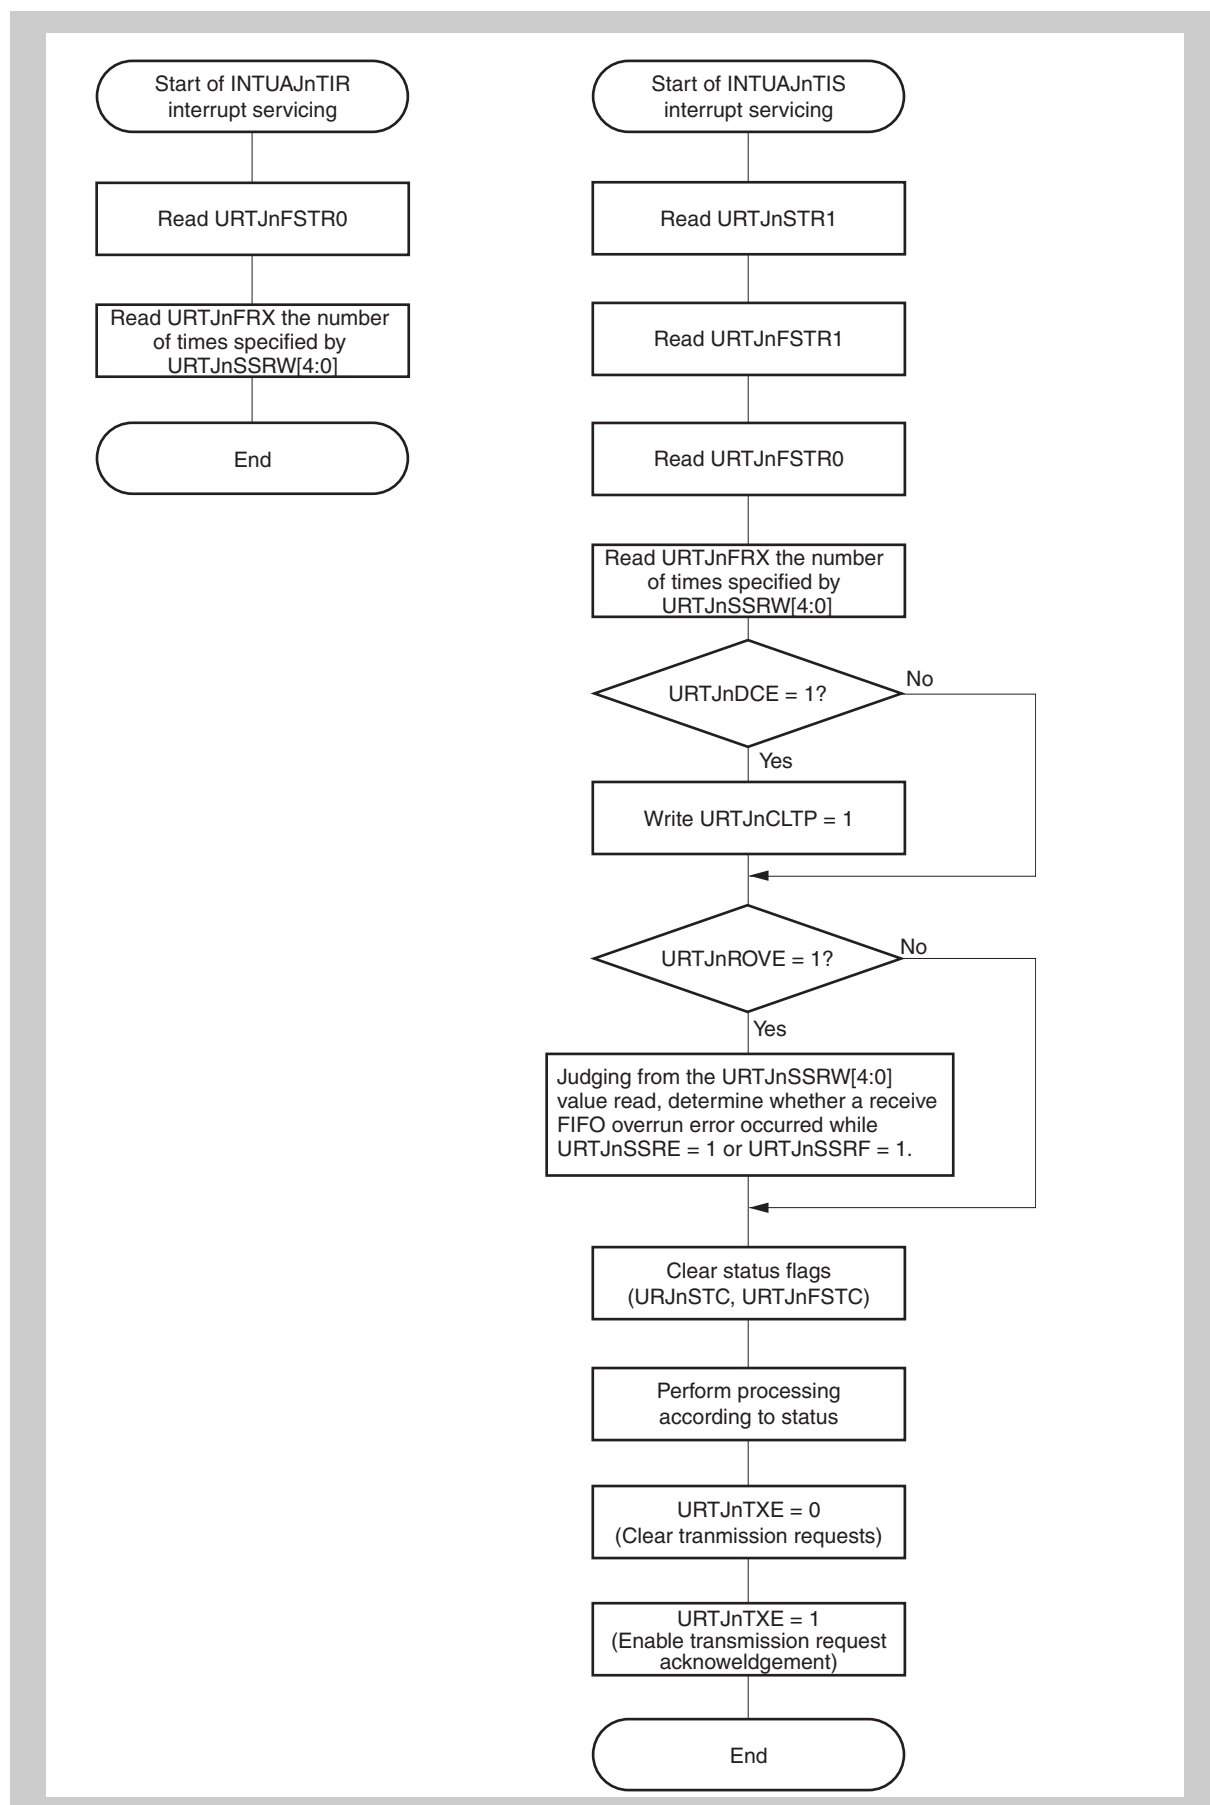 Start of INTUAJnTIR
interrupt servicing
Read URTJnFSTR0
Read URTJnFRX the number
of times specified by
URTJnSSRW[4:0]
End
Start of INTUAJnTIS
interrupt servicing
Read URTJnSTR1
Read URTJnFSTR1
Read URTJnFSTR0
Read URTJnFRX the number
of times specified by
URTJnSSRW[4:0]
URTJnDCE = 1?
No
Yes
Write URTJnCLTP = 1
URTJnROVE = 1?
No
Yes
Judging from the URTJnSSRW[4:0]
value read, determine whether a receive
FIFO overrun error occurred while
URTJnSSRE = 1 or URTJnSSRF = 1.
Clear status flags
(URJnSTC, URTJnFSTC)
Perform processing
according to status
URTJnTXE = 0
(Clear tranmission requests)
URTJnTXE = 1
(Enable transmission request
acknoweldgement)
End